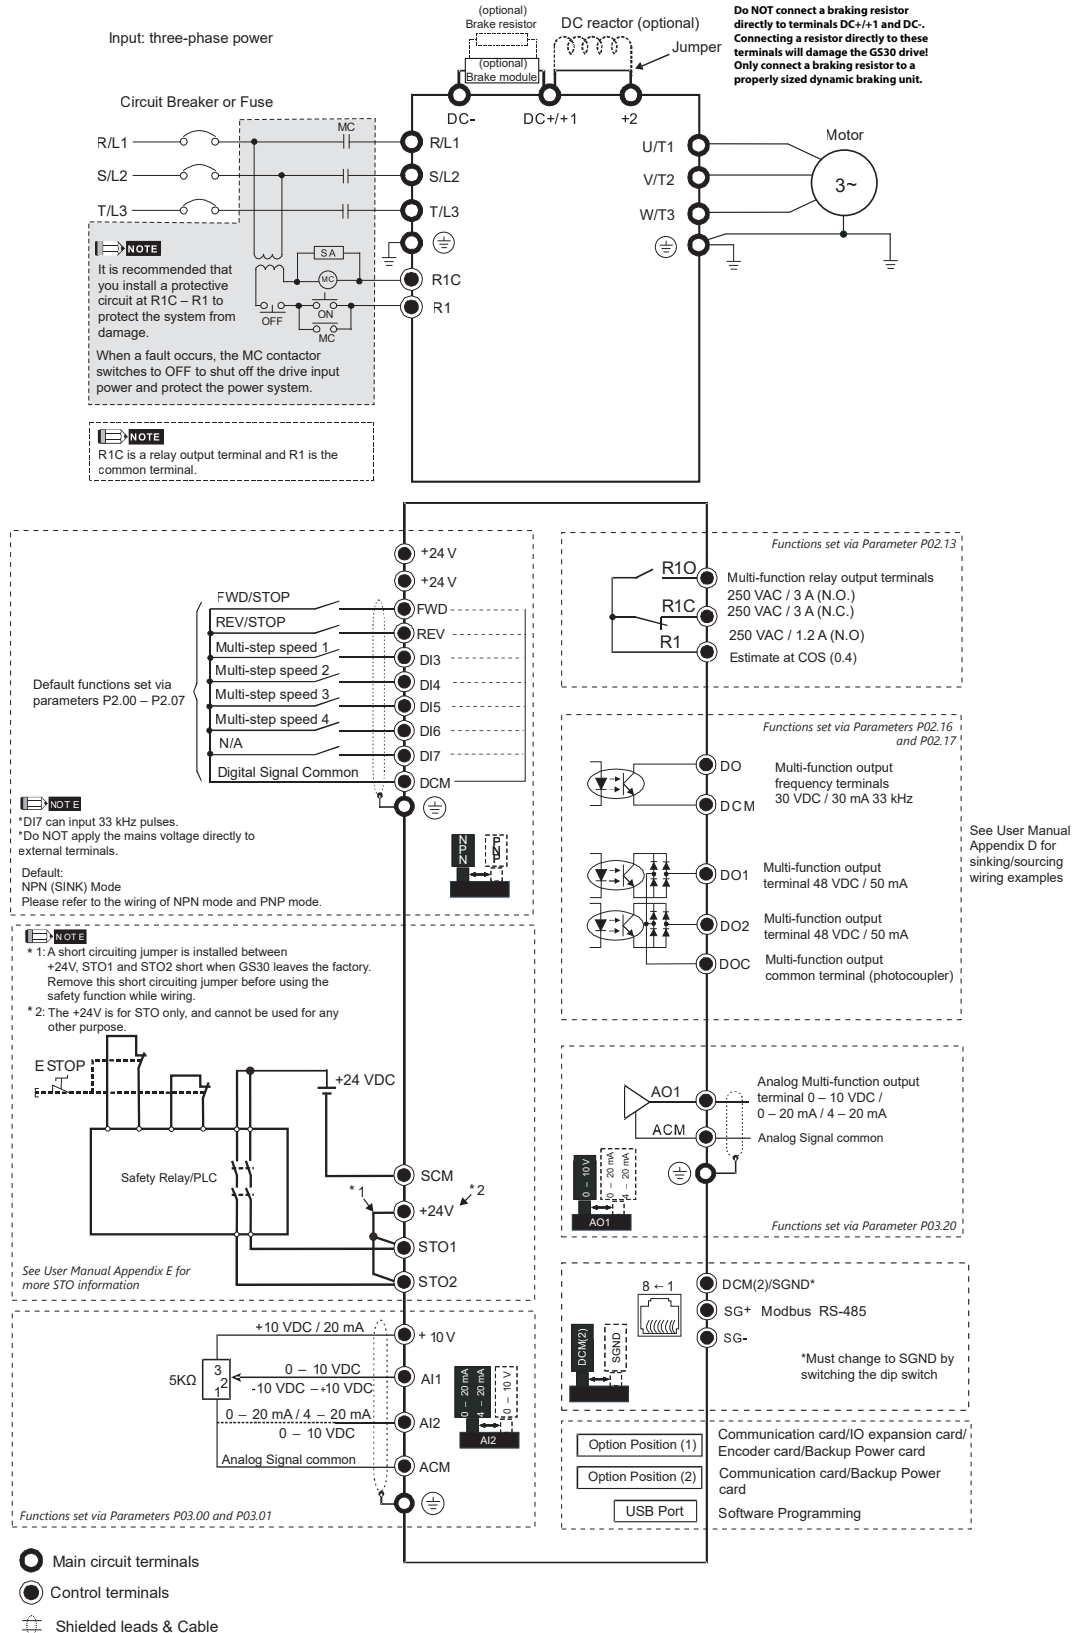 (optional)
Brake resistor
(optional)
Brake module
DC reactor (optional)
Jumper
Do NOT connect a braking resistor
directly to terminals DC+/+1 and DC-.
Connecting a resistor directly to these
terminals will damage the GS30 drive!
Only connect a braking resistor to a
properly sized dynamic braking unit.
Input: three-phase power
Circuit Breaker or Fuse
DC-
DC+/+1
+2
MC
R/L1
R/L1
S/L2
S/L2
T/L3
T/L3
U/T1
V/T2
W/T3
Motor
3~
NOTE
It is recommended that
you install a protective
circuit at R1C – R1 to
protect the system from
damage.
When a fault occurs, the MC contactor
switches to OFF to shut off the drive input
power and protect the power system.
SA
MC
OFF
ON
MC
R1C
R1
NOTE
R1C is a relay output terminal and R1 is the
common terminal.
+24 V
+24 V
FWD/STOP
FWD
REV/STOP
REV
Multi-step speed 1
DI3
Multi-step speed 2
DI4
Multi-step speed 3
DI5
Multi-step speed 4
DI6
N/A
DI7
Digital Signal Common
DCM
Default functions set via
parameters P2.00 – P2.07
NOTE
*DI7 can input 33 kHz pulses.
*Do NOT apply the mains voltage directly to
external terminals.
Default:
NPN (SINK) Mode
Please refer to the wiring of NPN mode and PNP mode.
NPN
PNP
Functions set via Parameter P02.13
R1O
R1C
R1
Multi-function relay output terminals
250 VAC / 3 A (N.O.)
250 VAC / 3 A (N.C.)
250 VAC / 1.2 A (N.O)
Estimate at COS (0.4)
Functions set via Parameters P02.16
and P02.17
DO
DCM
Multi-function output
frequency terminals
30 VDC / 30 mA 33 kHz
DO1
Multi-function output
terminal 48 VDC / 50 mA
DO2
Multi-function output
terminal 48 VDC / 50 mA
DOC
Multi-function output
common terminal (photocoupler)
See User Manual
Appendix D for
sinking/sourcing
wiring examples
NOTE
* 1: A short circuiting jumper is installed between
+24V, STO1 and STO2 short when GS30 leaves the factory.
Remove this short circuiting jumper before using the
safety function while wiring.
* 2: The +24V is for STO only, and cannot be used for any
other purpose.
ESTOP
+24 VDC
Safety Relay/PLC
SCM
* 1
* 2
+24V
STO1
STO2
See User Manual Appendix E for
more STO information
AO1
ACM
Analog Multi-function output
terminal 0 – 10 VDC /
0 – 20 mA / 4 – 20 mA
Analog Signal common
0 – 10 V
0 – 20 mA
4 – 20 mA
AO1
Functions set via Parameter P03.20
8 ← 1
DCM(2)/SGND*
SG+ Modbus RS-485
SG-
DCM(2)
SGND
*Must change to SGND by
switching the dip switch
+10 VDC / 20 mA
+ 10 V
5KΩ
3
2
1
0 – 10 VDC
-10 VDC – +10 VDC
AI1
0 – 20 mA / 4 – 20 mA
0 – 10 VDC
AI2
Analog Signal common
ACM
0 – 20 mA
4 – 20 mA
0 – 10 V
AI2
Functions set via Parameters P03.00 and P03.01
Option Position (1)
Communication card/IO expansion card/
Encoder card/Backup Power card
Option Position (2)
Communication card/Backup Power
card
USB Port
Software Programming
Main circuit terminals
Control terminals
Shielded leads & Cable